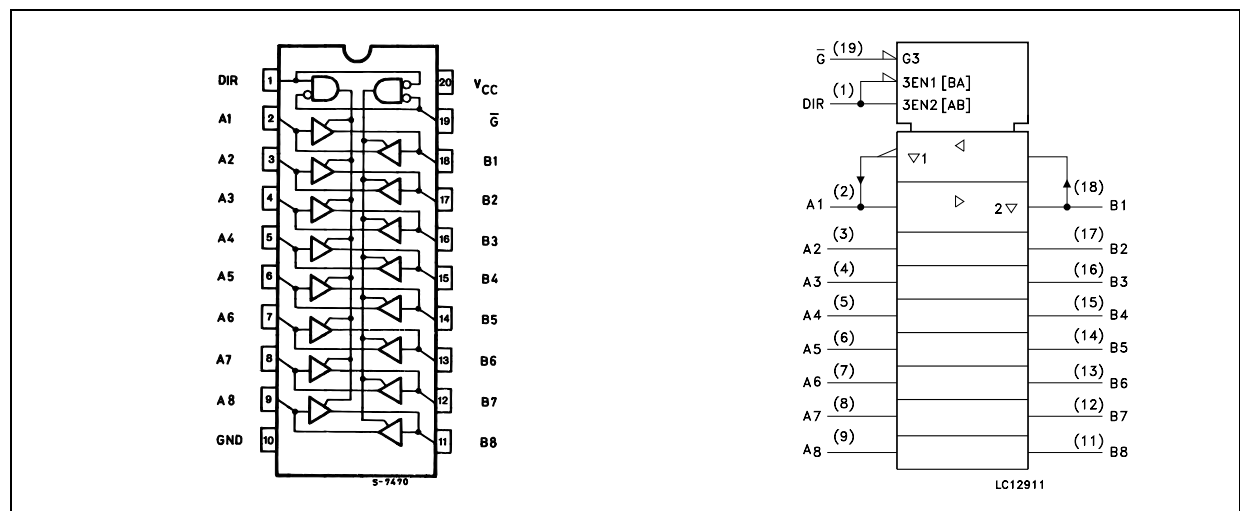 DIR 1 20 VCC
A1 2 19 G̅
A2 3 18 B1
A3 4 17 B2
A4 5 16 B3
A5 6 15 B4
A6 7 14 B5
A7 8 13 B6
A8 9 12 B7
GND 10 11 B8
S-7470
G̅ (19) G3
3EN1 [BA]
DIR (1) 3EN2 [AB]
▽1 ◁
A1 (2) ▷ 2▽ (18) B1
A2 (3) (17) B2
A3 (4) (16) B3
A4 (5) (15) B4
A5 (6) (14) B5
A6 (7) (13) B6
A7 (8) (12) B7
A8 (9) (11) B8
LC12911